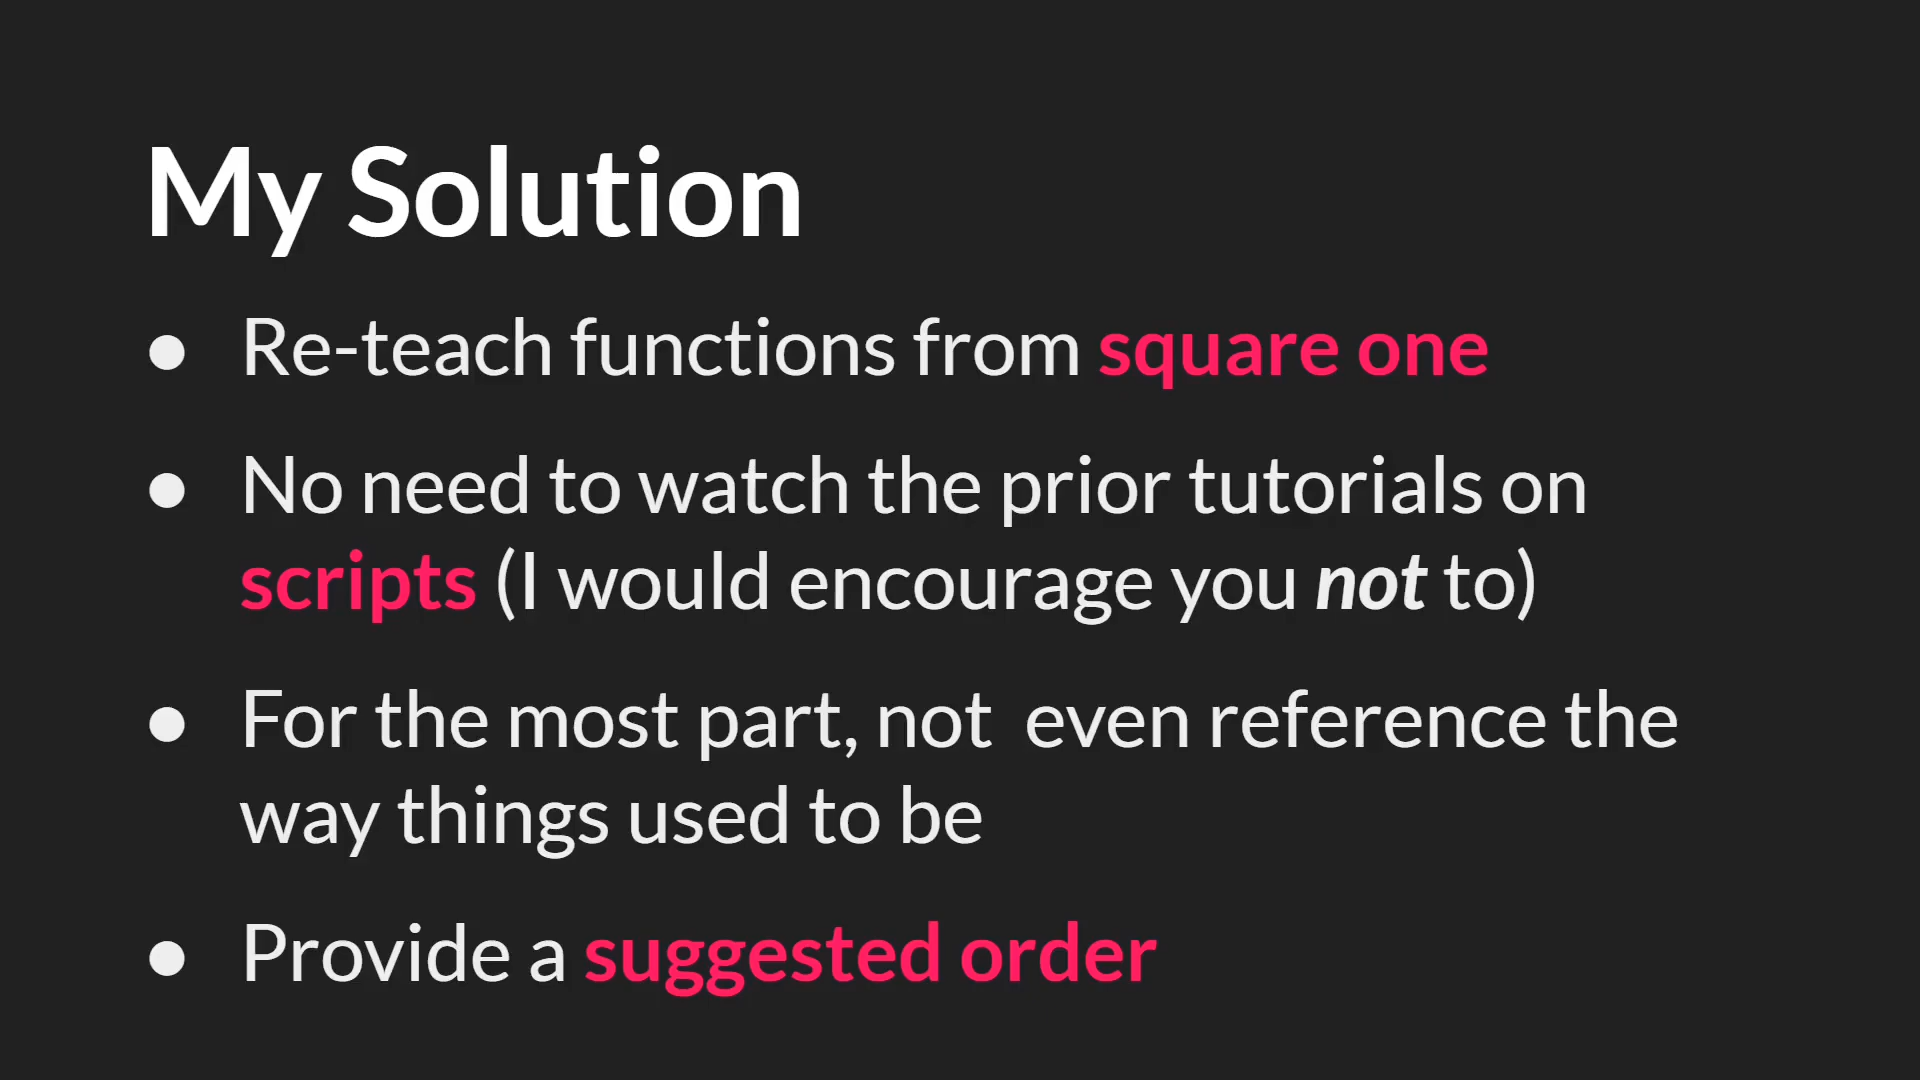 My Solution
● Re-teach functions from square one
● No need to watch the prior tutorials on
scripts (I would encourage you not to)
● For the most part, not  even reference the
way things used to be
● Provide a suggested order